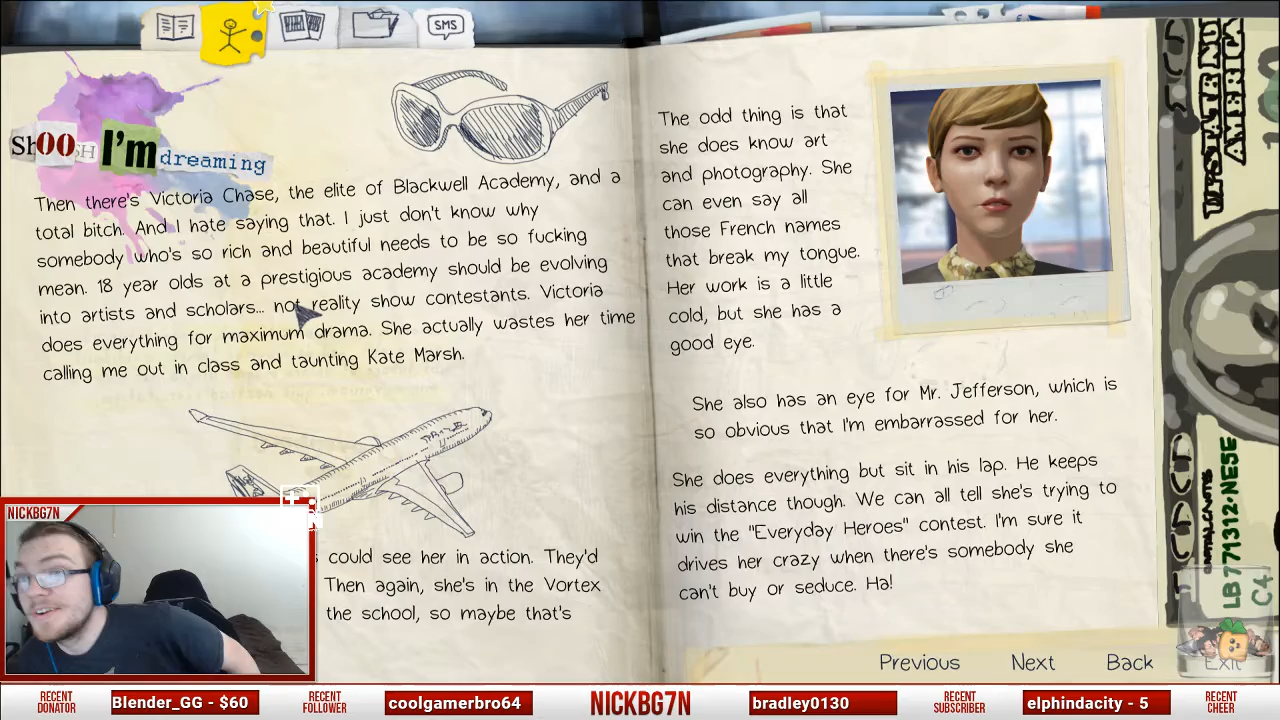 SMS
ShOOSH I'm dreaming
Then there's Victoria Chase, the elite of Blackwell Academy, and a
total bitch. And I hate saying that. I just don't know why
somebody who's so rich and beautiful needs to be so fucking
mean. 18 year olds at a prestigious academy should be evolving
into artists and scholars... not reality show contestants. Victoria
does everything for maximum drama. She actually wastes her time
calling me out in class and taunting Kate Marsh.
could see her in action. They'd
Then again, she's in the Vortex
the school, so maybe that's
The odd thing is that
she does know art
and photography. She
can even say all
those French names
that break my tongue.
Her work is a little
cold, but she has a
good eye.
She also has an eye for Mr. Jefferson, which is
so obvious that I'm embarrassed for her.
She does everything but sit in his lap. He keeps
his distance though. We can all tell she's trying to
win the "Everyday Heroes" contest. I'm sure it
drives her crazy when there's somebody she
can't buy or seduce. Ha!
AMERICA
C4
Previous Next Back Exit
NICKBG7N
RECENT DONATOR Blender_GG - $60 RECENT FOLLOWER coolgamerbro64 NICKBG7N bradley0130 RECENT SUBSCRIBER elphindacity - 5 RECENT CHEER